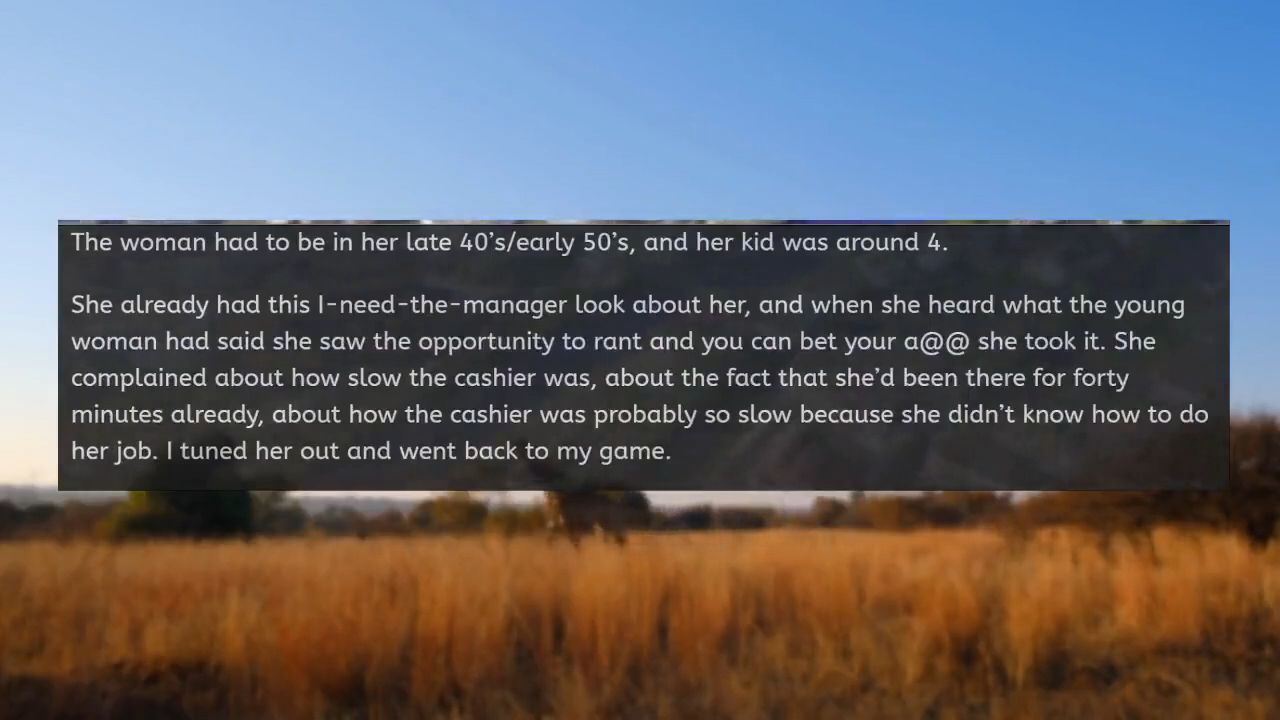 The woman had to be in her late 40’s/early 50’s, and her kid was around 4.
She already had this I-need-the-manager look about her, and when she heard what the young
woman had said she saw the opportunity to rant and you can bet your a@@ she took it. She
complained about how slow the cashier was, about the fact that she’d been there for forty
minutes already, about how the cashier was probably so slow because she didn’t know how to do
her job. I tuned her out and went back to my game.